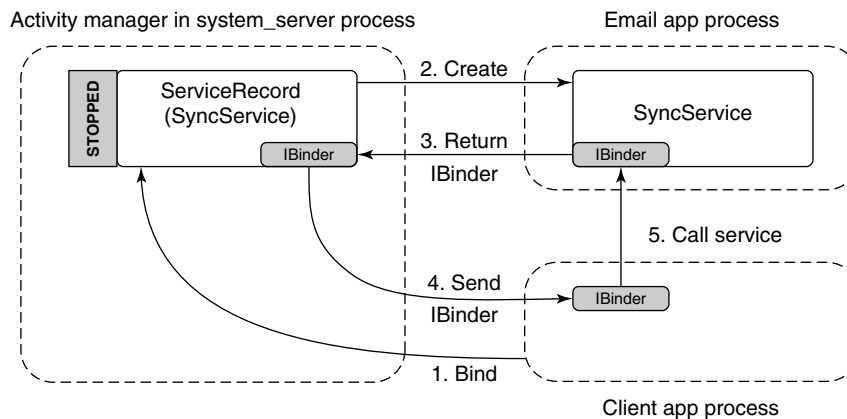 Activity manager in system_server process
Email app process
STOPPED
ServiceRecord
(SyncService)
IBinder
2. Create
SyncService
3. Return
IBinder
IBinder
5. Call service
4. Send
IBinder
IBinder
1. Bind
Client app process